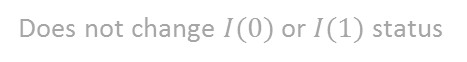 Does not change I(0) or I(1) status